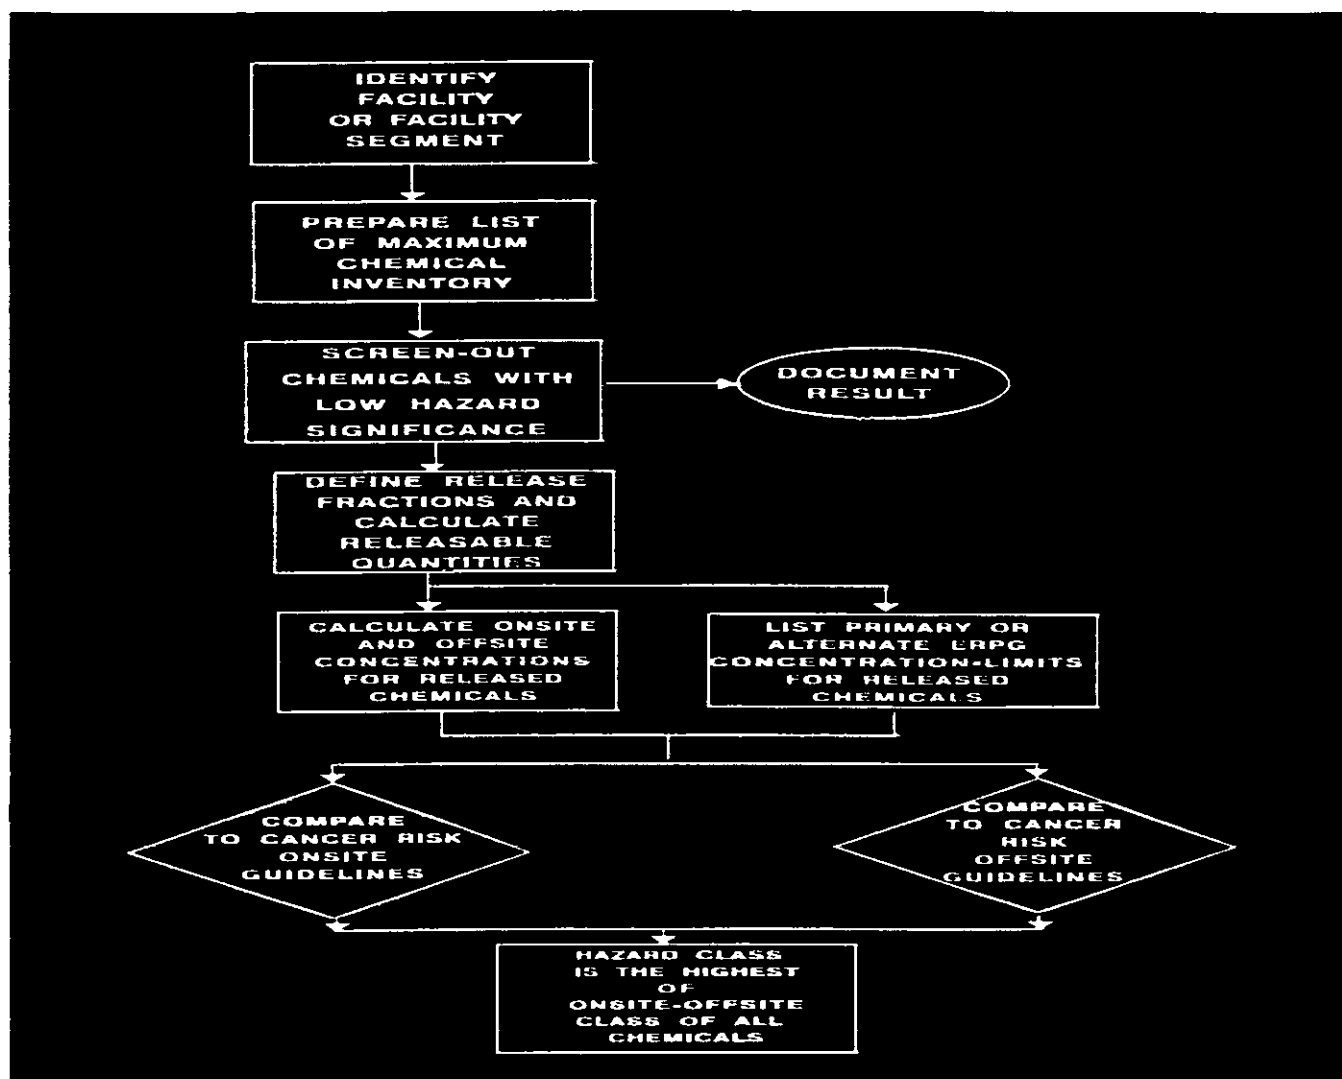 IDENTIFY
FACILITY
OR FACILITY
SEGMENT
PREPARE LIST
OF MAXIMUM
CHEMICAL
INVENTORY
SCREEN-OUT
CHEMICALS WITH
LOW HAZARD
SIGNIFICANCE
DOCUMENT
RESULT
DEFINE RELEASE
FRACTIONS AND
CALCULATE
RELEASABLE
QUANTITIES
CALCULATE ONSITE
AND OFFSITE
CONCENTRATIONS
FOR RELEASED
CHEMICALS
LIST PRIMARY OR
ALTERNATE ERPG
CONCENTRATION-LIMITS
FOR RELEASED
CHEMICALS
COMPARE
TO CANCER RISK
ONSITE
GUIDELINES
COMPARE
TO CANCER
RISK
OFFSITE
GUIDELINES
HAZARD CLASS
IS THE HIGHEST
OF
ONSITE-OFFSITE
CLASS OF ALL
CHEMICALS